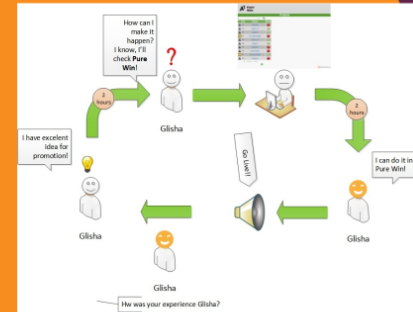 How can I
make it
happen?
I know, I'll
check Pure
Win!
?
Glisha
2
hours
2
hours
I have excelent
Idea for
promotion!
I can do it in
Pure Win!
Go Live!!
Glisha
Glisha
Glisha
Hw was your experience Glisha?